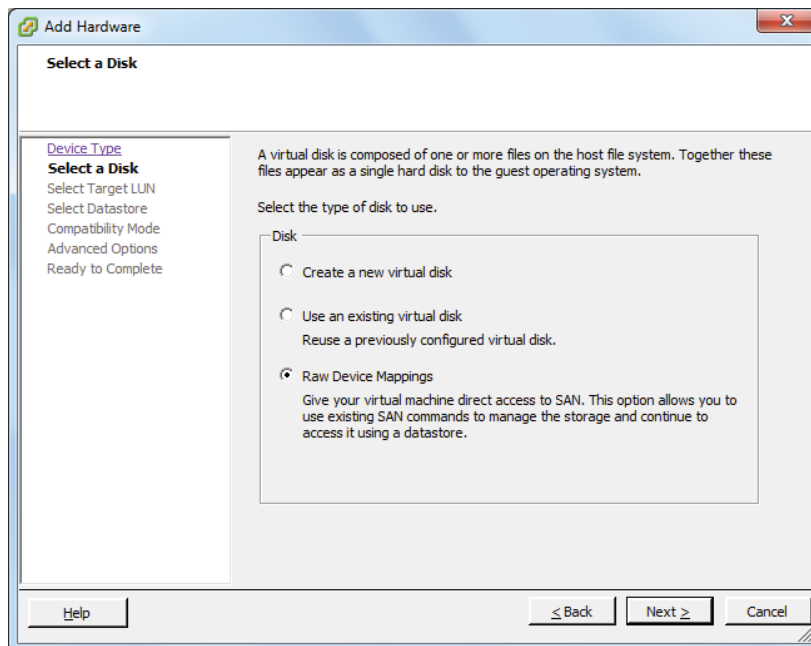 Add Hardware
Select a Disk
Device Type
Select a Disk
Select Target LUN
Select Datastore
Compatibility Mode
Advanced Options
Ready to Complete
A virtual disk is composed of one or more files on the host file system. Together these
files appear as a single hard disk to the guest operating system.
Select the type of disk to use.
Disk
Create a new virtual disk
Use an existing virtual disk
Reuse a previously configured virtual disk.
Raw Device Mappings
Give your virtual machine direct access to SAN. This option allows you to
use existing SAN commands to manage the storage and continue to
access it using a datastore.
Help
< Back
Next >
Cancel